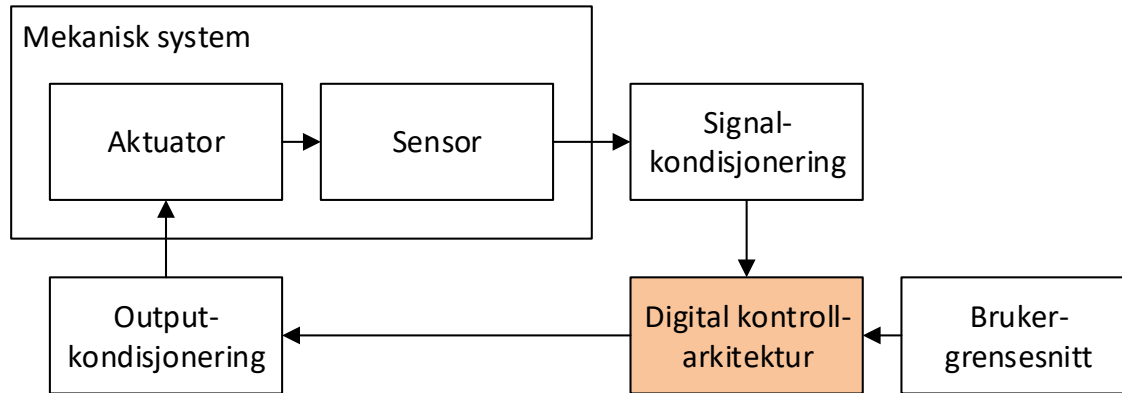 Mekanisk system
Aktuator
Sensor
Signal-
kondisjonering
Output-
kondisjonering
Digital kontroll-
arkitektur
Bruker-
grensesnitt